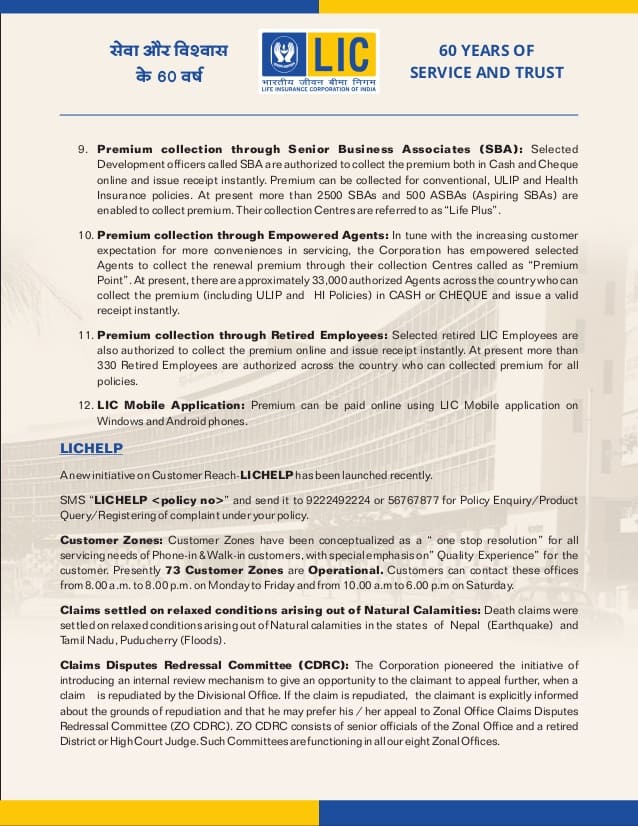 सेवा और विश्वास
के 60 वर्ष
LIC
भारतीय जीवन बीमा निगम
LIFE INSURANCE CORPORATION OF INDIA
60 YEARS OF
SERVICE AND TRUST
9. Premium collection through Senior Business Associates (SBA): Selected
Development officers called SBA are authorized to collect the premium both in Cash and Cheque
online and issue receipt instantly. Premium can be collected for conventional, ULIP and Health
Insurance policies. At present more than 2500 SBAs and 500 ASBAs (Aspiring SBAs) are
enabled to collect premium. Their collection Centres are referred to as “Life Plus”.
10. Premium collection through Empowered Agents: In tune with the increasing customer
expectation for more conveniences in servicing, the Corporation has empowered selected
Agents to collect the renewal premium through their collection Centres called as “Premium
Point”. At present, there are approximately 33,000 authorized Agents across the country who can
collect the premium (including ULIP and HI Policies) in CASH or CHEQUE and issue a valid
receipt instantly.
11. Premium collection through Retired Employees: Selected retired LIC Employees are
also authorized to collect the premium online and issue receipt instantly. At present more than
330 Retired Employees are authorized across the country who can collected premium for all
policies.
12. LIC Mobile Application: Premium can be paid online using LIC Mobile application on
Windows and Android phones.
LICHELP
A new initiative on Customer Reach-LICHELP has been launched recently.
SMS “LICHELP <policy no>” and send it to 9222492224 or 56767877 for Policy Enquiry/Product
Query/Registering of complaint under your policy.
Customer Zones: Customer Zones have been conceptualized as a “ one stop resolution” for all
servicing needs of Phone-in & Walk-in customers, with special emphasis on” Quality Experience” for the
customer. Presently 73 Customer Zones are Operational. Customers can contact these offices
from 8.00 a.m. to 8.00 p.m. on Monday to Friday and from 10.00 a.m to 6.00 p.m on Saturday.
Claims settled on relaxed conditions arising out of Natural Calamities: Death claims were
settled on relaxed conditions arising out of Natural calamities in the states of Nepal (Earthquake) and
Tamil Nadu, Puducherry (Floods).
Claims Disputes Redressal Committee (CDRC): The Corporation pioneered the initiative of
introducing an internal review mechanism to give an opportunity to the claimant to appeal further, when a
claim is repudiated by the Divisional Office. If the claim is repudiated, the claimant is explicitly informed
about the grounds of repudiation and that he may prefer his / her appeal to Zonal Office Claims Disputes
Redressal Committee (ZO CDRC). ZO CDRC consists of senior officials of the Zonal Office and a retired
District or High Court Judge. Such Committees are functioning in all our eight Zonal Offices.